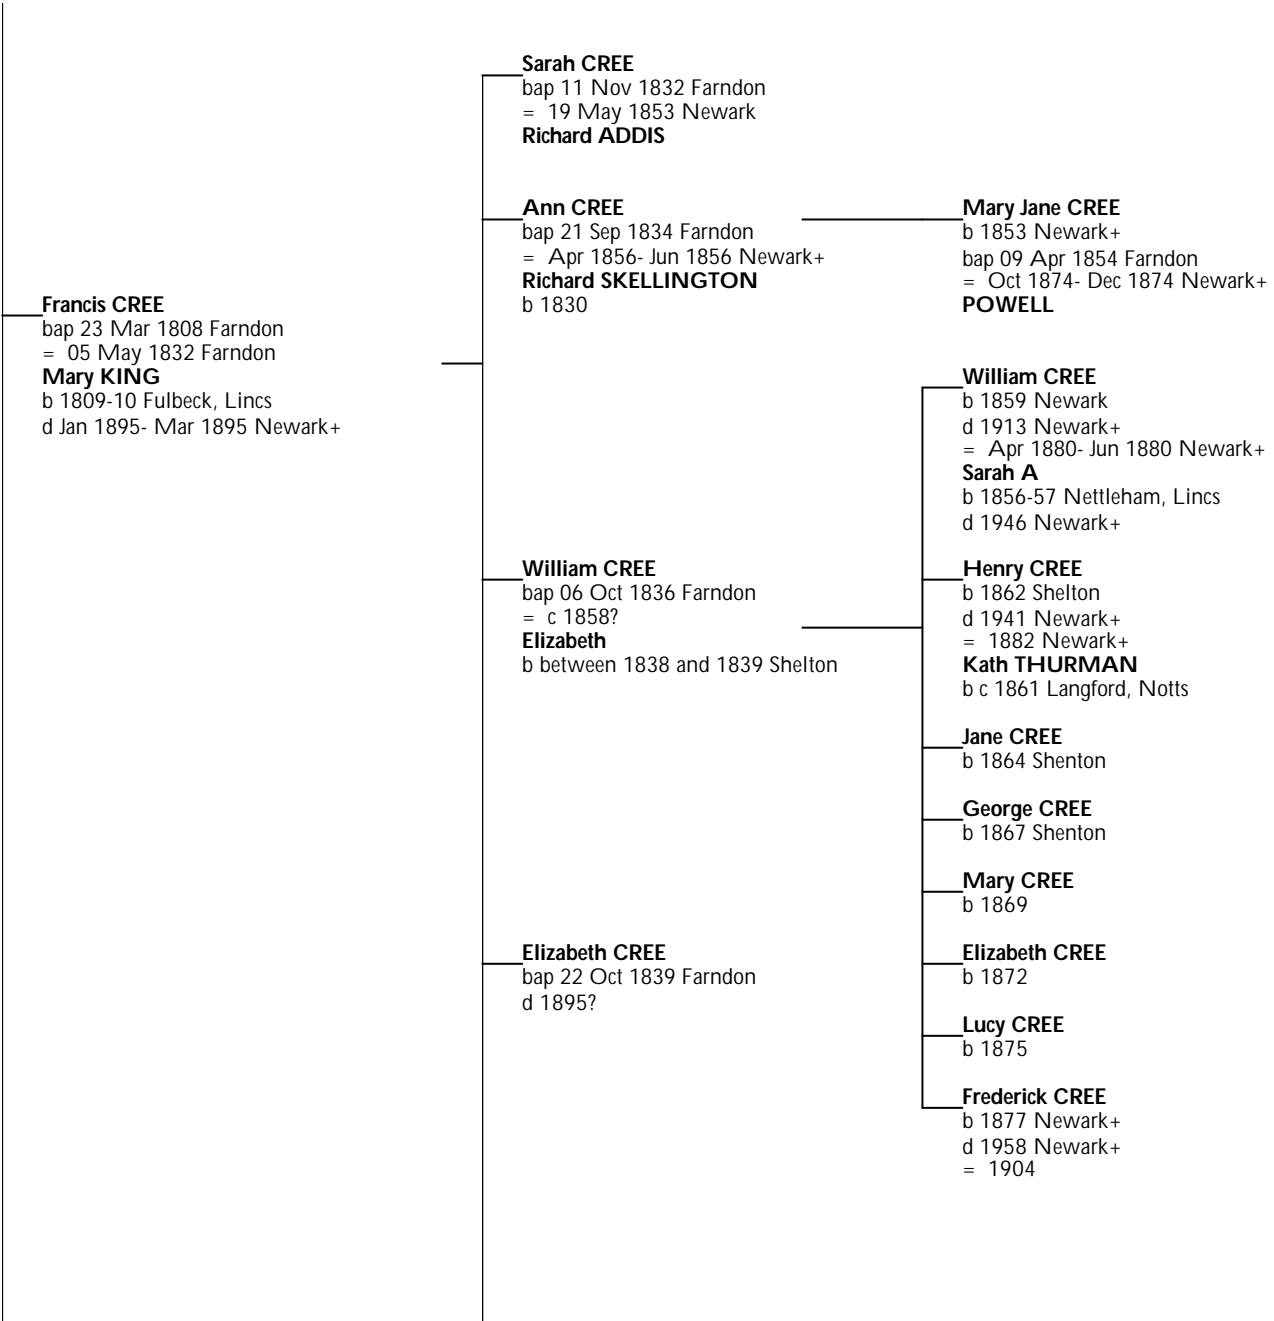 Sarah CREE
bap 11 Nov 1832 Farndon
= 19 May 1853 Newark
Richard ADDIS
Ann CREE
bap 21 Sep 1834 Farndon
= Apr 1856- Jun 1856 Newark+
Richard SKELLINGTON
b 1830
Mary Jane CREE
b 1853 Newark+
bap 09 Apr 1854 Farndon
= Oct 1874- Dec 1874 Newark+
POWELL
Francis CREE
bap 23 Mar 1808 Farndon
= 05 May 1832 Farndon
Mary KING
b 1809-10 Fulbeck, Lincs
d Jan 1895- Mar 1895 Newark+
William CREE
b 1859 Newark
d 1913 Newark+
= Apr 1880- Jun 1880 Newark+
Sarah A
b 1856-57 Nettleham, Lincs
d 1946 Newark+
William CREE
bap 06 Oct 1836 Farndon
= c 1858?
Elizabeth
b between 1838 and 1839 Shelton
Henry CREE
b 1862 Shelton
d 1941 Newark+
= 1882 Newark+
Kath THURMAN
b c 1861 Langford, Notts
Jane CREE
b 1864 Shenton
George CREE
b 1867 Shenton
Mary CREE
b 1869
Elizabeth CREE
bap 22 Oct 1839 Farndon
d 1895?
Elizabeth CREE
b 1872
Lucy CREE
b 1875
Frederick CREE
b 1877 Newark+
d 1958 Newark+
= 1904